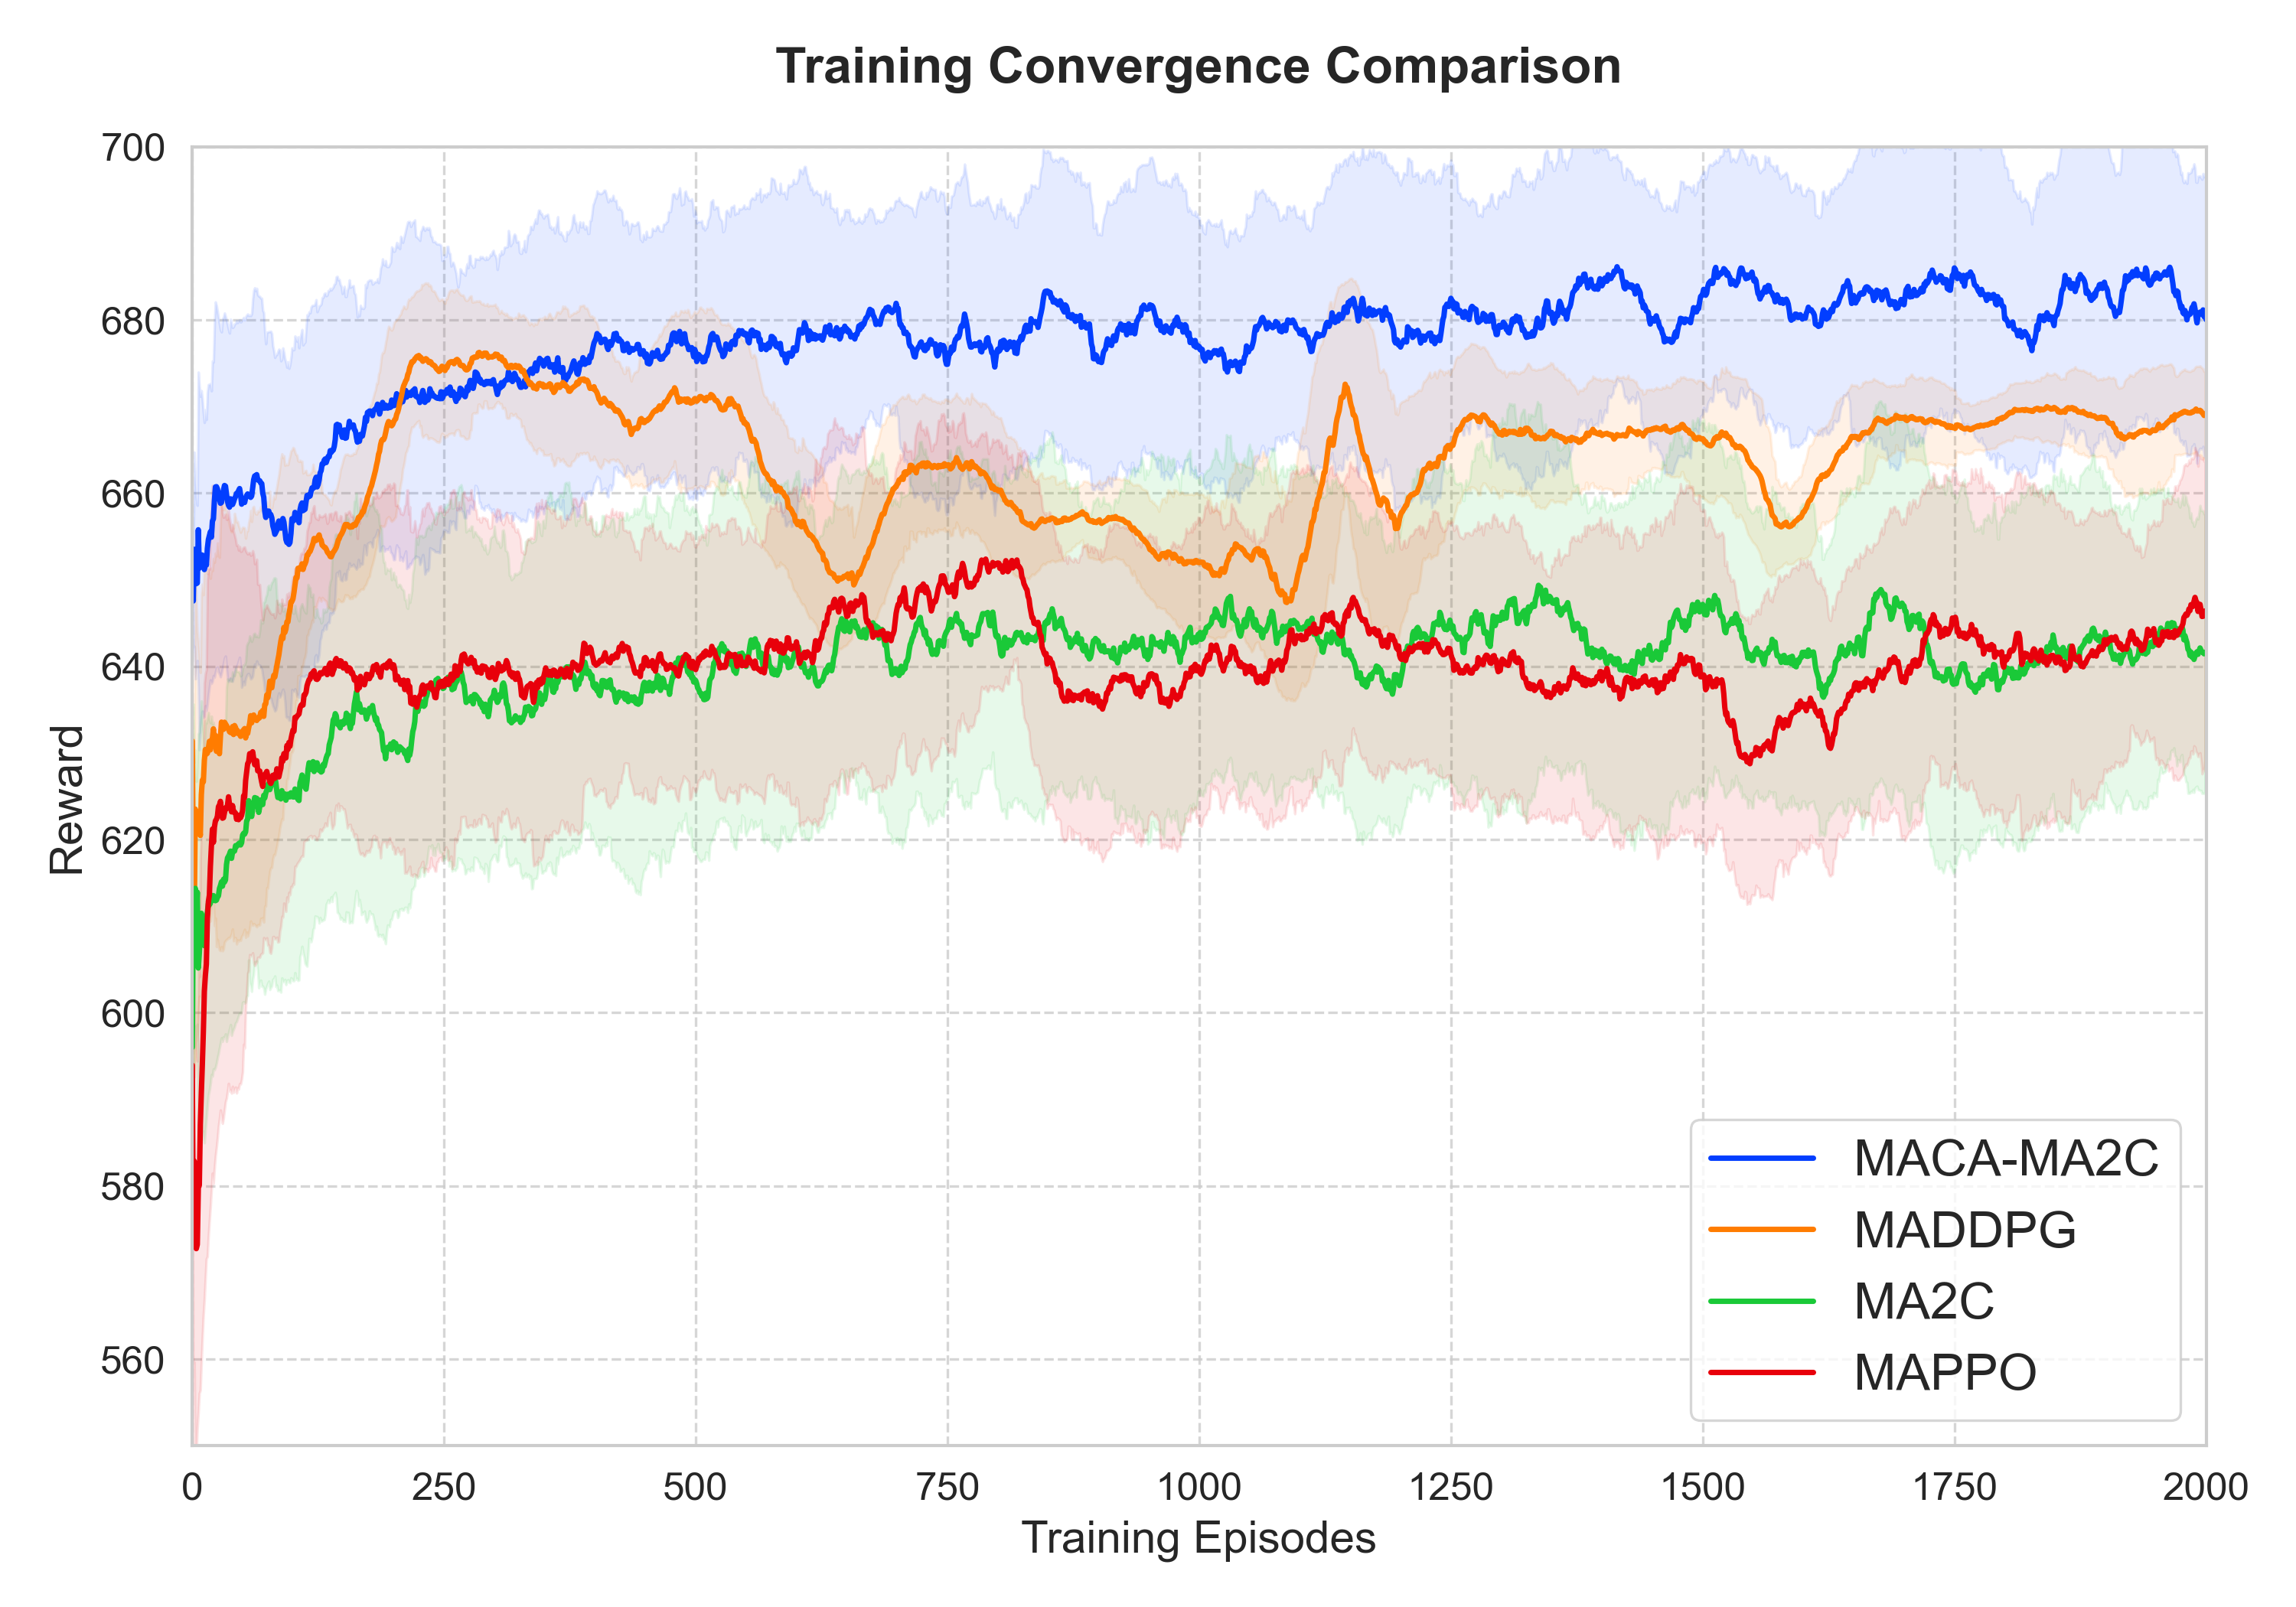 Training Convergence Comparison
700
680
660
640
620
600
580
560
Reward
0 250 500 750 1000 1250 1500 1750 2000
Training Episodes
MACA-MA2C
MADDPG
MA2C
MAPPO